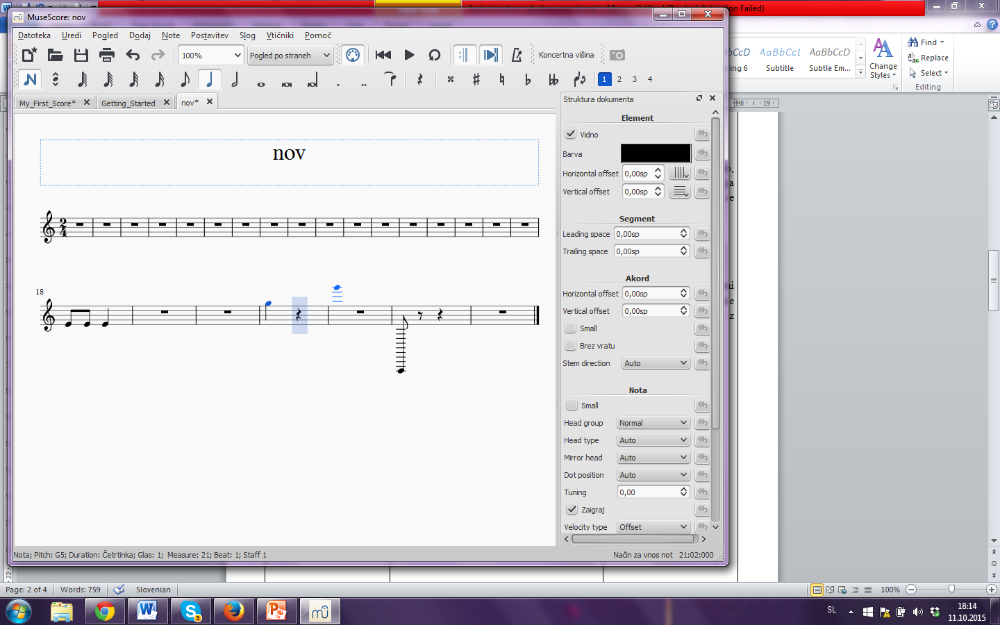 MuseScore: nov
Activation Failed)
Datoteka Uredi Pogled Dodaj Note Postavitev Slog Vtičniki Pomoč
100% Pogled po straneh Koncertna višina
1 2 3 4
My_First_Score* Getting_Started nov*
nov
18
Struktura dokumenta
Element
Vidno
Barva
Horizontal offset 0,00sp
Vertical offset 0,00sp
Segment
Leading space 0,00sp
Trailing space 0,00sp
Akord
Horizontal offset 0,00sp
Vertical offset 0,00sp
Small
Brez vratu
Stem direction Auto
Nota
Small
Head group Normal
Head type Auto
Mirror head Auto
Dot position Auto
Tuning 0,00
Zaigraj
Velocity type Offset
Nota; Pitch: G5; Duration: Četrtinka; Glas: 1; Measure: 21; Beat: 1; Staff 1
Način za vnos not 21:02:000
AaBbCcL AaBbCcD
Subtitle Subtle Em...
Change Styles
Find
Replace
Select
Editing
Page: 2 of 4 Words: 759 Slovenian 100%
SL 18:14
11.10.2015